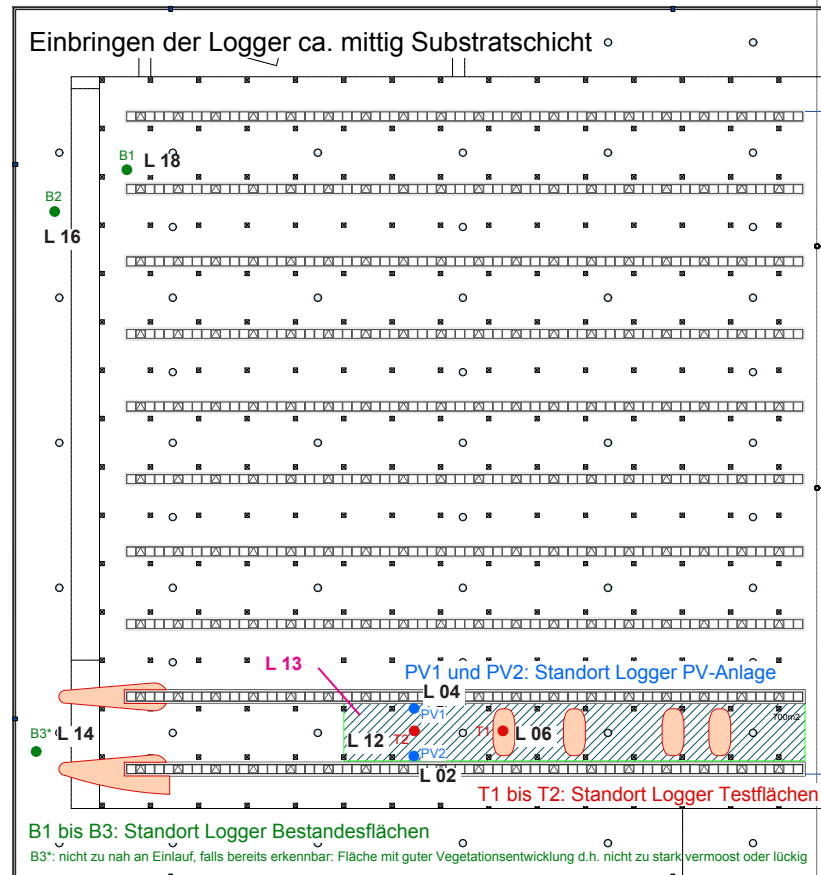 Einbringen der Logger ca. mittig Substratschicht
B1
L 18
B2
L 16
L 13
PV1 und PV2: Standort Logger PV-Anlage
L 04
PV1
700m2
B3*
L 14
L 12
T2
T1
L 06
PV2
L 02
T1 bis T2: Standort Logger Testflächen
B1 bis B3: Standort Logger Bestandesflächen
B3*: nicht zu nah an Einlauf, falls bereits erkennbar: Fläche mit guter Vegetationsentwicklung d.h. nicht zu stark vermoost oder lückig